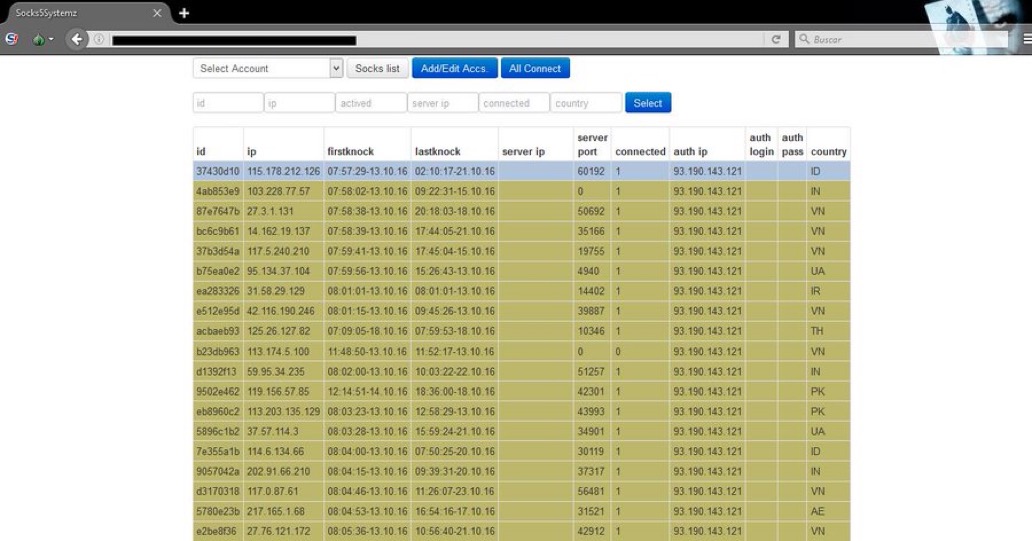 Socks5Systemz
Buscar
Select Account Socks list Add/Edit Accs. All Connect
id ip actived server ip connected country Select
id ip firstknock lastknock server ip server port connected auth ip auth login auth pass country
37430d10 115.178.212.126 07:57:29-13.10.16 02:10:17-21.10.16 60192 1 93.190.143.121 ID
4ab853e9 103.228.77.57 07:58:02-13.10.16 09:22:31-15.10.16 0 1 93.190.143.121 IN
87e7647b 27.3.1.131 07:58:38-13.10.16 20:18:03-18.10.16 50692 1 93.190.143.121 VN
bc6c9b61 14.162.19.137 07:58:39-13.10.16 17:44:05-21.10.16 35166 1 93.190.143.121 VN
37b3d54a 117.5.240.210 07:59:41-13.10.16 17:45:04-15.10.16 19755 1 93.190.143.121 VN
b75ea0e2 95.134.37.104 07:59:56-13.10.16 15:26:43-13.10.16 4940 1 93.190.143.121 UA
ea283326 31.58.29.129 08:01:01-13.10.16 08:01:01-13.10.16 14402 1 93.190.143.121 IR
e512e95d 42.116.190.246 08:01:15-13.10.16 09:45:26-13.10.16 39887 1 93.190.143.121 VN
acbaeb93 125.26.127.82 07:09:05-18.10.16 07:59:53-18.10.16 10346 1 93.190.143.121 TH
b23db963 113.174.5.100 11:48:50-13.10.16 11:52:17-13.10.16 0 0 93.190.143.121 VN
d1392f13 59.95.34.235 08:02:00-13.10.16 10:03:22-22.10.16 51257 1 93.190.143.121 IN
9502e462 119.156.57.85 12:14:51-14.10.16 18:36:00-18.10.16 42301 1 93.190.143.121 PK
eb8960c2 113.203.135.129 08:03:23-13.10.16 12:58:29-13.10.16 43993 1 93.190.143.121 PK
5896c1b2 37.57.114.3 08:03:28-13.10.16 15:59:24-21.10.16 34901 1 93.190.143.121 UA
7e355a1b 114.6.134.66 08:04:00-13.10.16 07:50:25-20.10.16 30119 1 93.190.143.121 ID
9057042a 202.91.66.210 08:04:15-13.10.16 09:39:31-20.10.16 37317 1 93.190.143.121 IN
d3170318 117.0.87.61 08:04:46-13.10.16 11:26:07-23.10.16 56481 1 93.190.143.121 VN
5780e23b 217.165.1.68 08:04:53-13.10.16 16:54:16-17.10.16 31521 1 93.190.143.121 AE
e2be8f36 27.76.121.172 08:05:36-13.10.16 10:56:40-21.10.16 42912 1 93.190.143.121 VN